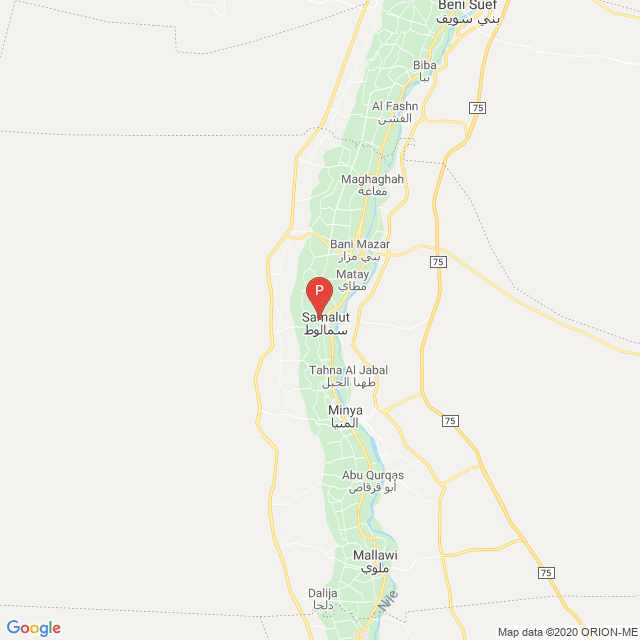 Beni Suef
بني سويف
Biba
ببا
75
Al Fashn
الفشن
Maghaghah
مغاغة
Bani Mazar
بني مزار
75
Matay
مطاي
P
Samalut
سمالوط
Tahna Al Jabal
طهنا الجبل
Minya
المنيا
75
Abu Qurqas
أبو قرقاص
Mallawi
ملوي
75
Dalija
دلجا
Nile
Google
Map data ©2020 ORION-ME